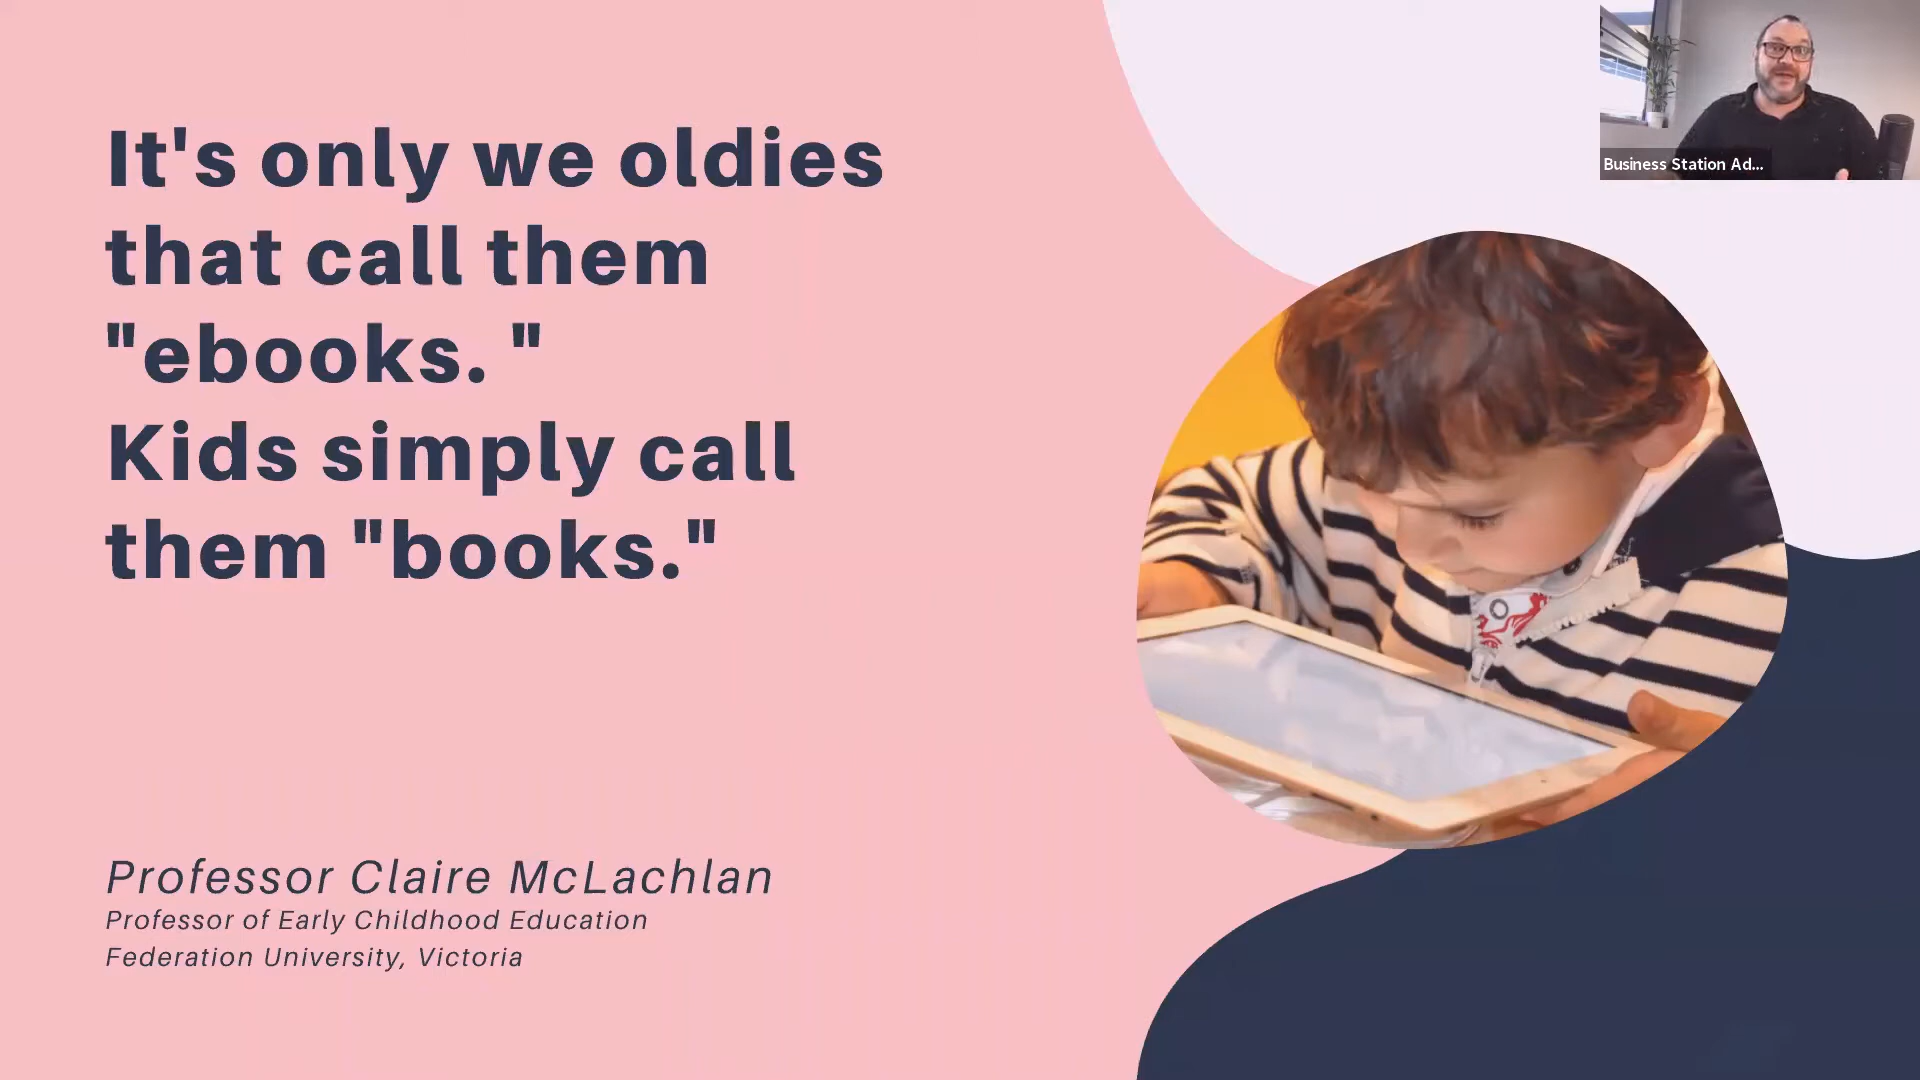 It's only we oldies
that call them
"ebooks. "
Kids simply call
them "books."
Professor Claire McLachlan
Professor of Early Childhood Education
Federation University, Victoria
Business Station Ad...